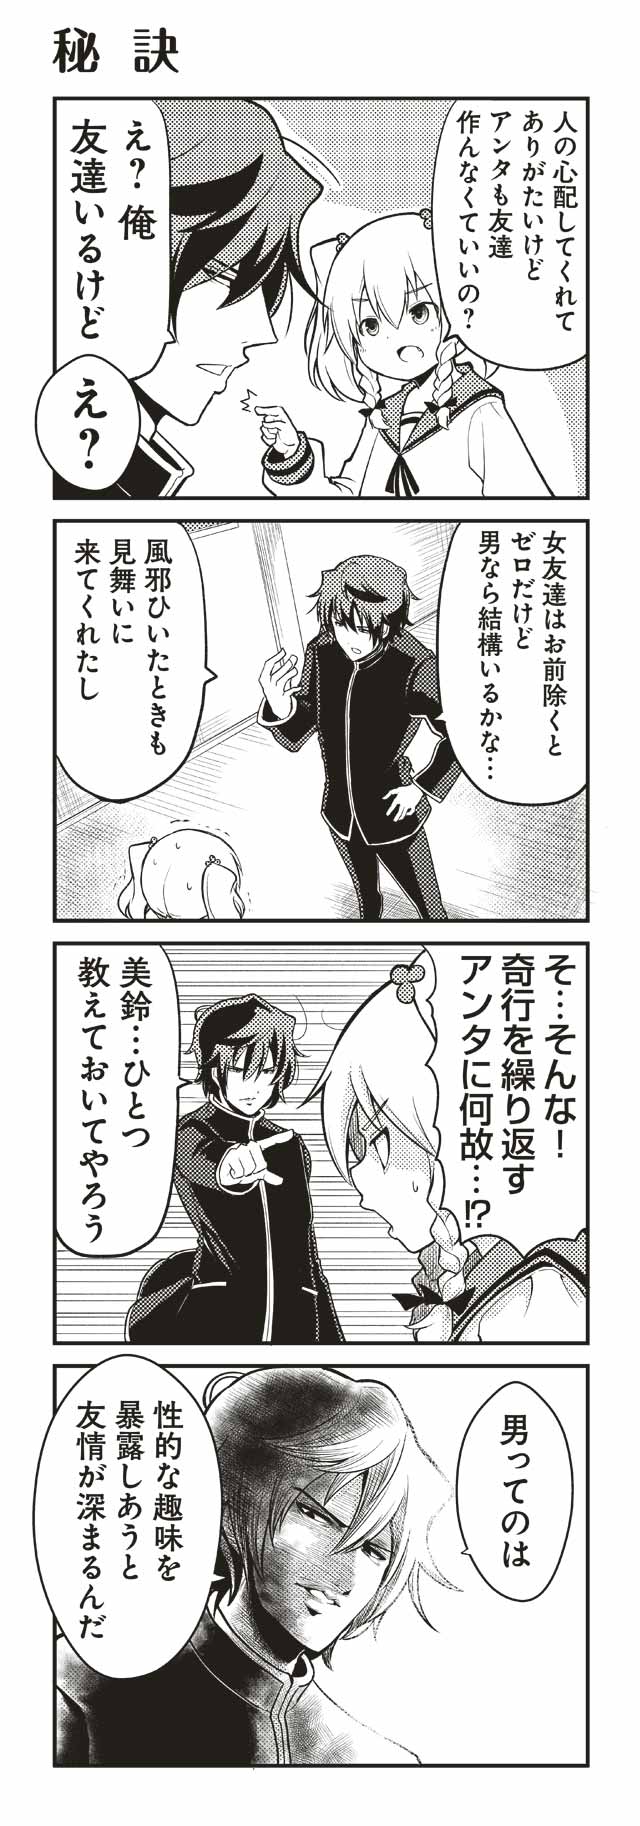 秘訣
人の心配してくれて
ありがたいけど
アンタも友達
作んなくていいの？
え？俺
友達いるけど
え？
女友達はお前除くと
ゼロだけど
男なら結構いるかな…
風邪ひいたときも
見舞いに
来てくれたし
そ…そんな！
奇行を繰り返す
アンタに何故…!?
美鈴…ひとつ
教えておいてやろう
男ってのは
性的な趣味を
暴露しあうと
友情が深まるんだ